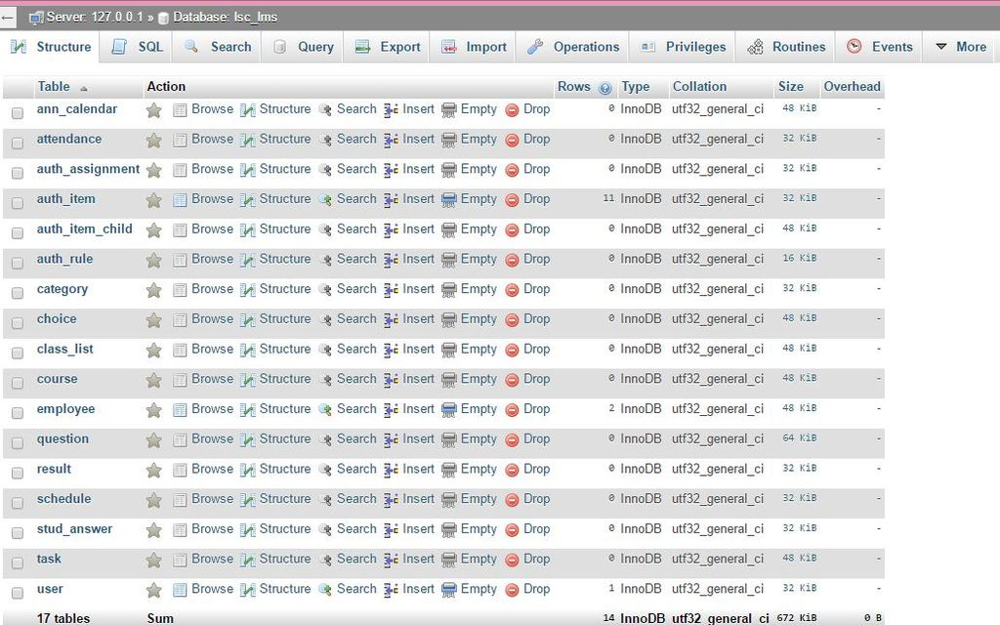 Server: 127.0.0.1 » Database: lsc_lms
Structure SQL Search Query Export Import Operations Privileges Routines Events More
Table Action Rows Type Collation Size Overhead
ann_calendar Browse Structure Search Insert Empty Drop 0 InnoDB utf32_general_ci 48 KiB -
attendance Browse Structure Search Insert Empty Drop 0 InnoDB utf32_general_ci 32 KiB -
auth_assignment Browse Structure Search Insert Empty Drop 0 InnoDB utf32_general_ci 32 KiB -
auth_item Browse Structure Search Insert Empty Drop 11 InnoDB utf32_general_ci 32 KiB -
auth_item_child Browse Structure Search Insert Empty Drop 0 InnoDB utf32_general_ci 48 KiB -
auth_rule Browse Structure Search Insert Empty Drop 0 InnoDB utf32_general_ci 16 KiB -
category Browse Structure Search Insert Empty Drop 0 InnoDB utf32_general_ci 32 KiB -
choice Browse Structure Search Insert Empty Drop 0 InnoDB utf32_general_ci 48 KiB -
class_list Browse Structure Search Insert Empty Drop 0 InnoDB utf32_general_ci 48 KiB -
course Browse Structure Search Insert Empty Drop 0 InnoDB utf32_general_ci 48 KiB -
employee Browse Structure Search Insert Empty Drop 2 InnoDB utf32_general_ci 48 KiB -
question Browse Structure Search Insert Empty Drop 0 InnoDB utf32_general_ci 64 KiB -
result Browse Structure Search Insert Empty Drop 0 InnoDB utf32_general_ci 32 KiB -
schedule Browse Structure Search Insert Empty Drop 0 InnoDB utf32_general_ci 32 KiB -
stud_answer Browse Structure Search Insert Empty Drop 0 InnoDB utf32_general_ci 32 KiB -
task Browse Structure Search Insert Empty Drop 0 InnoDB utf32_general_ci 48 KiB -
user Browse Structure Search Insert Empty Drop 1 InnoDB utf32_general_ci 32 KiB -
17 tables Sum 14 InnoDB utf32_general_ci 672 KiB 0 B